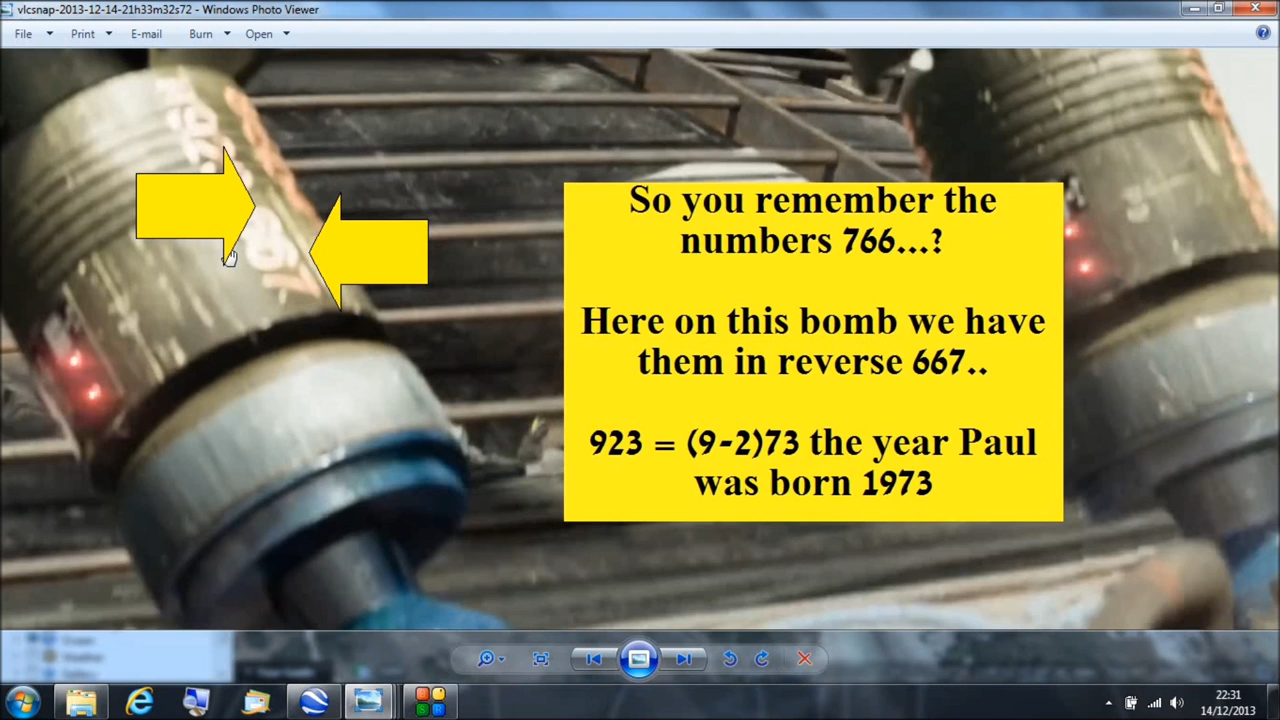 vlcsnap-2013-12-14-21h33m32s72 - Windows Photo Viewer
File Print E-mail Burn Open
So you remember the
numbers 766...?
Here on this bomb we have
them in reverse 667..
923 = (9-2)73 the year Paul
was born 1973
22:31
14/12/2013